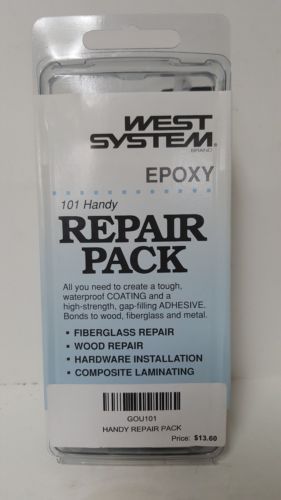 WEST
SYSTEM®
BRAND
EPOXY
101 Handy
REPAIR
PACK
All you need to create a tough,
waterproof COATING and a
high-strength, gap-filling ADHESIVE.
Bonds to wood, fiberglass and metal.
• FIBERGLASS REPAIR
• WOOD REPAIR
• HARDWARE INSTALLATION
• COMPOSITE LAMINATING
GOU101
HANDY REPAIR PACK
Price: $13.60